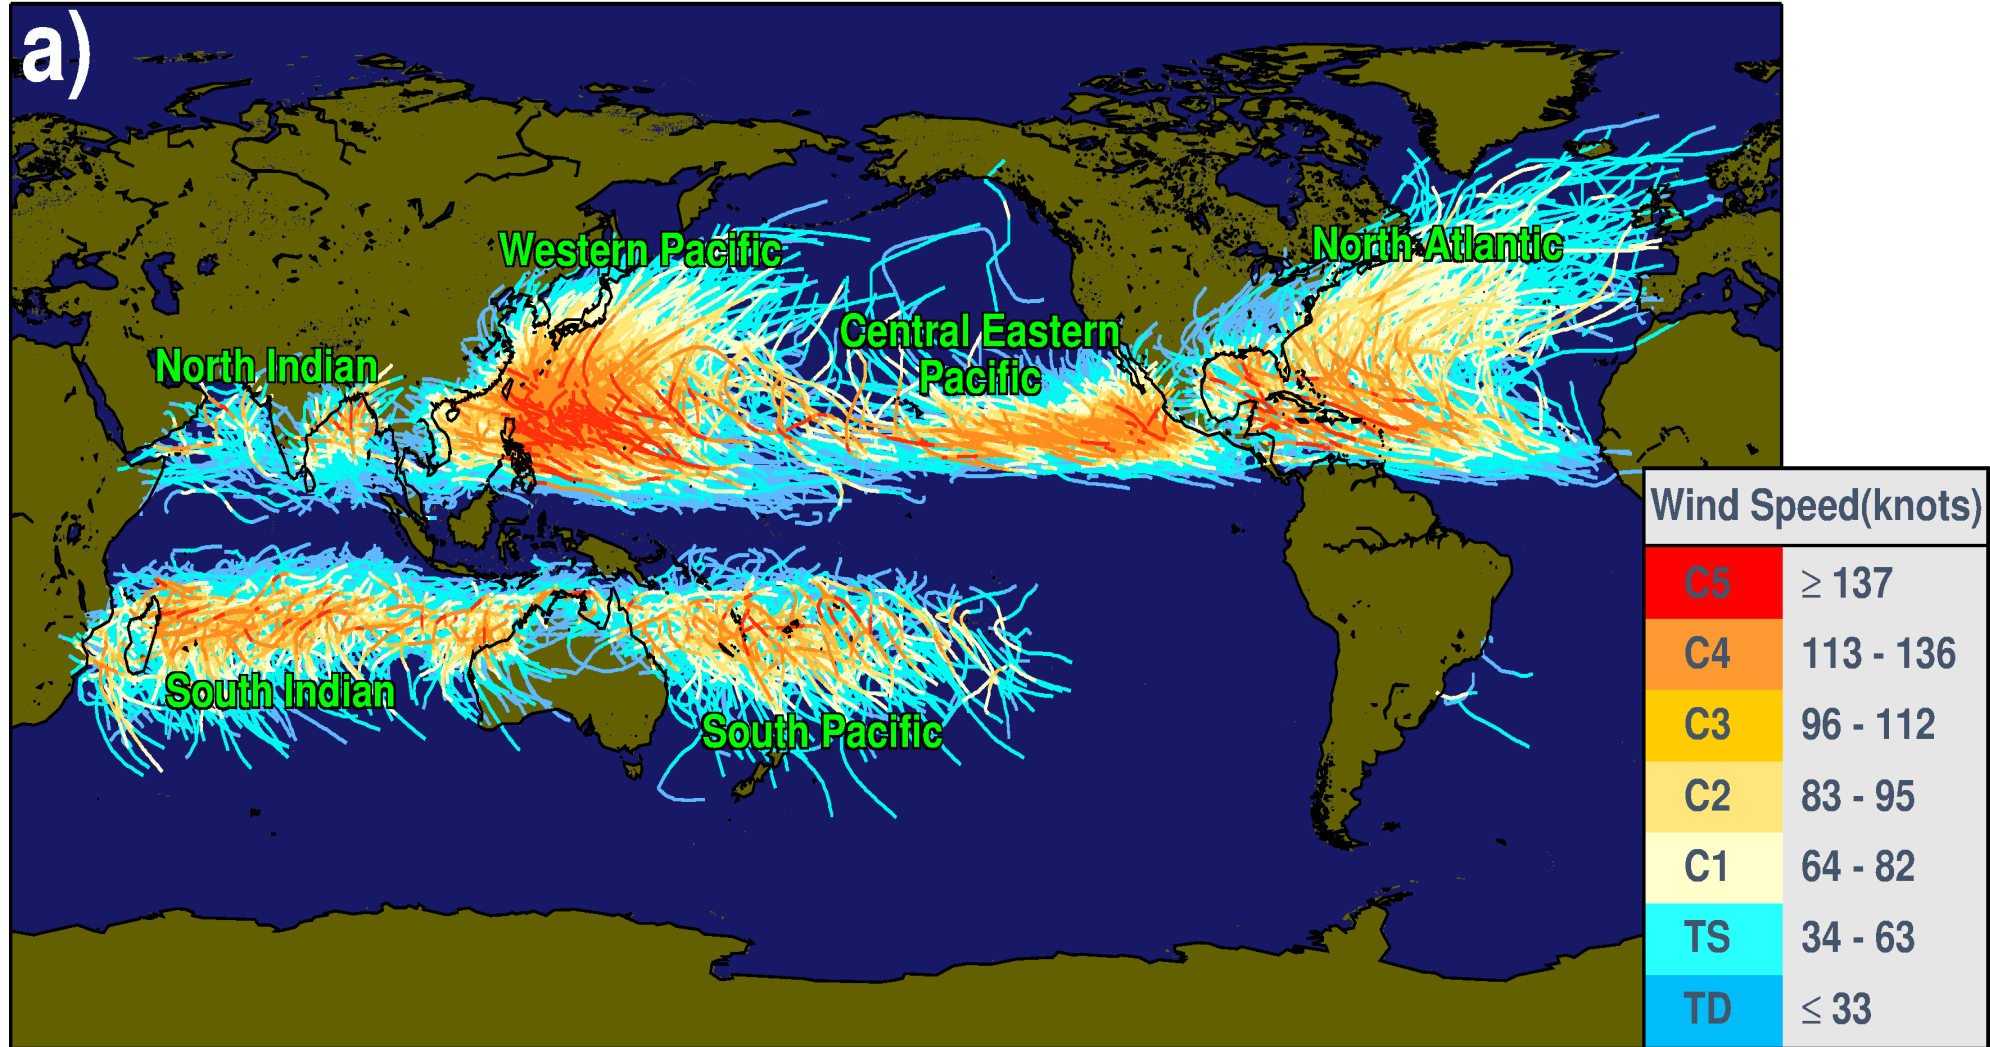 a)
Western Pacific
North Atlantic
Central Eastern
Pacific
North Indian
South Indian
South Pacific
Wind Speed(knots)
C5 ≥ 137
C4 113 - 136
C3 96 - 112
C2 83 - 95
C1 64 - 82
TS 34 - 63
TD ≤ 33